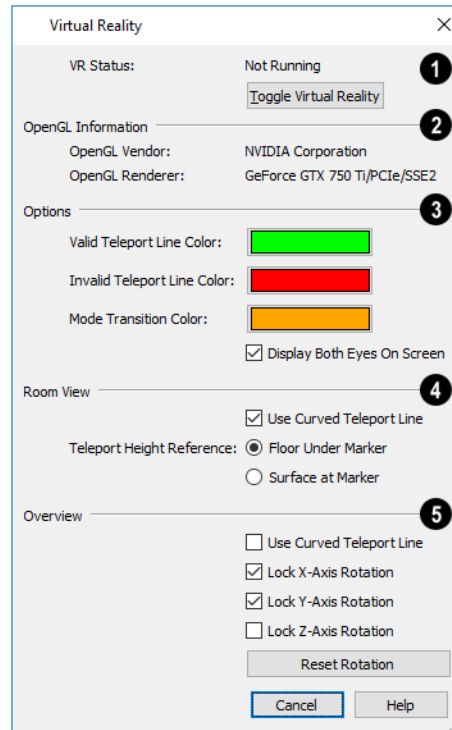 Virtual Reality
VR Status: Not Running 1
Toggle Virtual Reality
OpenGL Information 2
OpenGL Vendor: NVIDIA Corporation
OpenGL Renderer: GeForce GTX 750 Ti/PCIe/SSE2
Options 3
Valid Teleport Line Color:
Invalid Teleport Line Color:
Mode Transition Color:
Display Both Eyes On Screen
Room View 4
Use Curved Teleport Line
Teleport Height Reference: Floor Under Marker
Surface at Marker
Overview 5
Use Curved Teleport Line
Lock X-Axis Rotation
Lock Y-Axis Rotation
Lock Z-Axis Rotation
Reset Rotation
Cancel Help